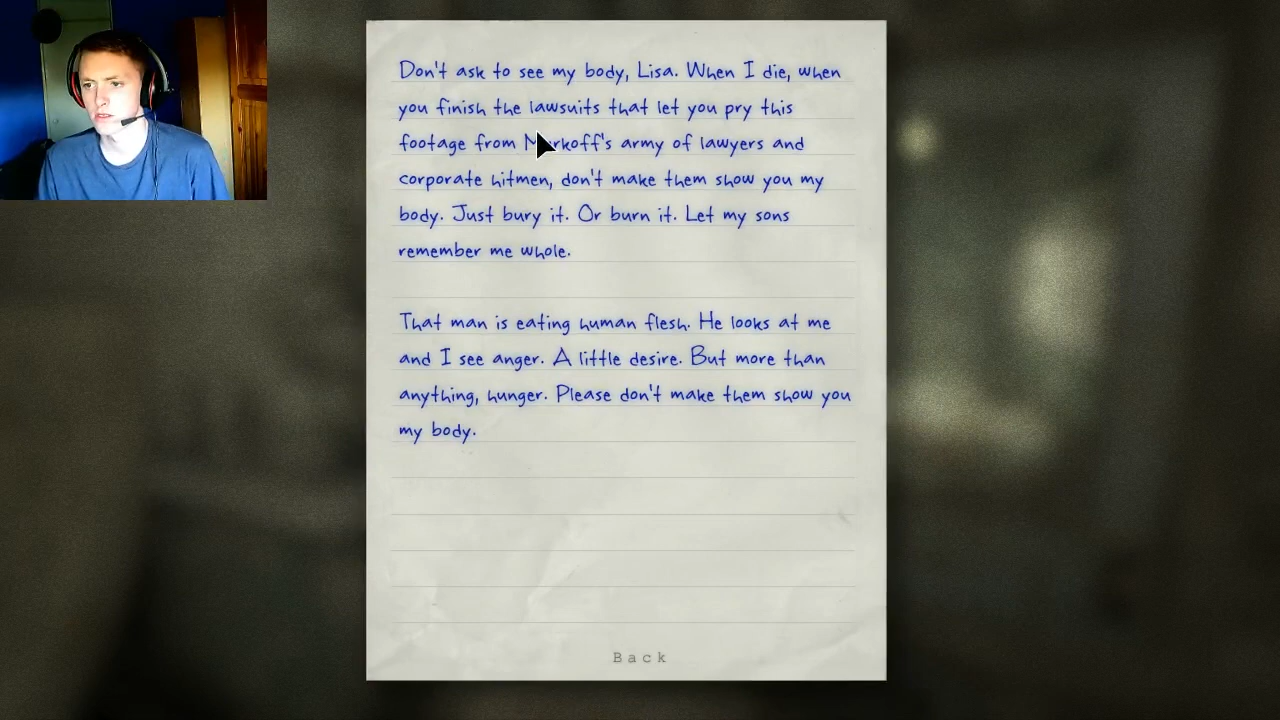 Don't ask to see my body, Lisa. When I die, when
you finish the lawsuits that let you pry this
footage from Murkoff's army of lawyers and
corporate hitmen, don't make them show you my
body. Just bury it. Or burn it. Let my sons
remember me whole.
That man is eating human flesh. He looks at me
and I see anger. A little desire. But more than
anything, hunger. Please don't make them show you
my body.
Back